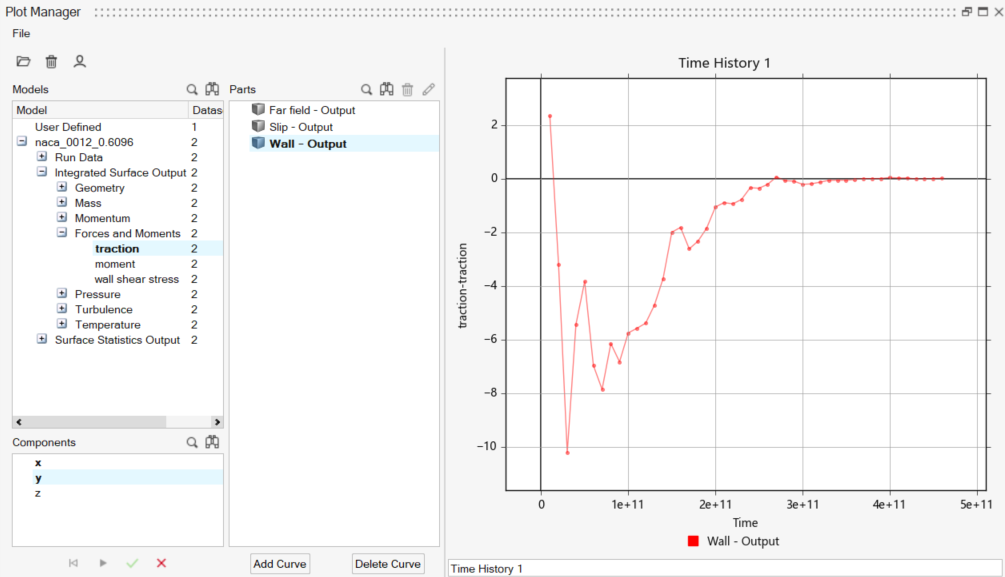 Plot Manager
File
Models
Model Datas
User Defined 1
naca_0012_0.6096 2
Run Data 2
Integrated Surface Output 2
Geometry 2
Mass 2
Momentum 2
Forces and Moments 2
traction 2
moment 2
wall shear stress 2
Pressure 2
Turbulence 2
Temperature 2
Surface Statistics Output 2
Components
x
y
z
Parts
Far field - Output
Slip - Output
Wall - Output
Add Curve
Delete Curve
Time History 1
traction-traction
2
0
−2
−4
−6
−8
−10
0 1e+11 2e+11 3e+11 4e+11 5e+11
Time
Wall - Output
Time History 1